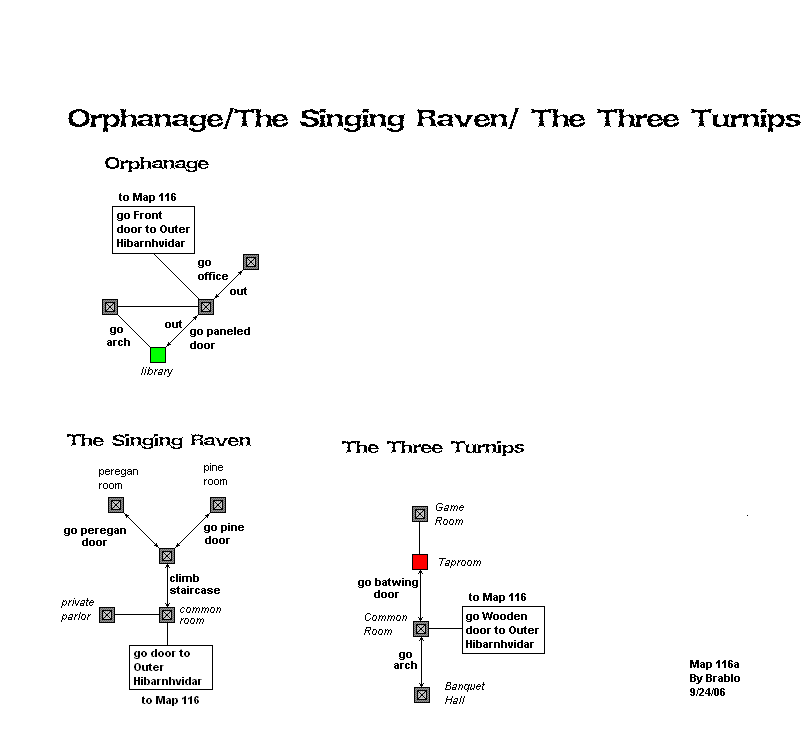 Orphanage/The Singing Raven/ The Three Turnips
Orphanage
to Map 116
go Front
door to Outer
Hibarnhvidar
go
office
out
out
go paneled
door
go
arch
library
The Singing Raven
peregan
room
pine
room
go peregan
door
go pine
door
climb
staircase
private
parlor
common
room
go door to
Outer
Hibarnhvidar
to Map 116
The Three Turnips
Game
Room
Taproom
go batwing
door
to Map 116
Common
Room
go Wooden
door to Outer
Hibarnhvidar
go
arch
Banquet
Hall
Map 116a
By Brablo
9/24/06